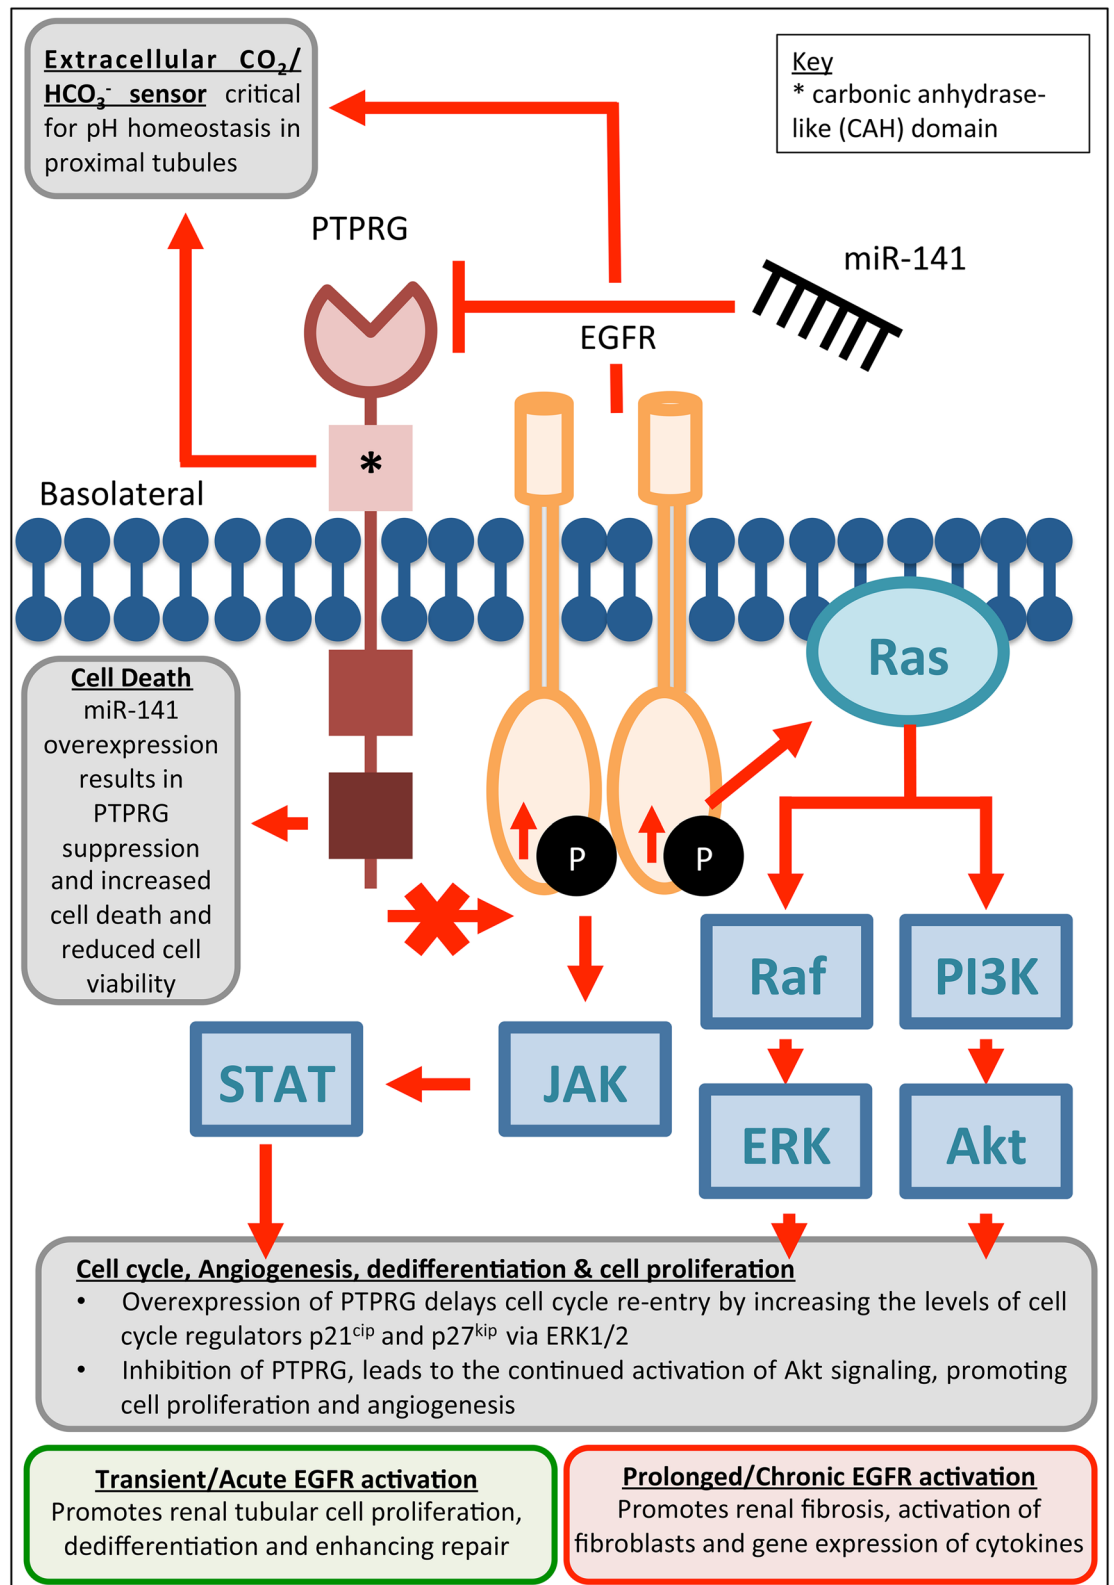 Extracellular CO₂/
HCO₃⁻ sensor critical
for pH homeostasis in
proximal tubules
Key
* carbonic anhydrase-
like (CAH) domain
PTPRG
miR-141
EGFR
*
Basolateral
Ras
Cell Death
miR-141
overexpression
results in
PTPRG
suppression
and increased
cell death and
reduced cell
viability
P
P
Raf
PI3K
STAT
JAK
ERK
Akt
Cell cycle, Angiogenesis, dedifferentiation & cell proliferation
• Overexpression of PTPRG delays cell cycle re-entry by increasing the levels of cell
cycle regulators p21ᶜⁱᵖ and p27ᵏⁱᵖ via ERK1/2
• Inhibition of PTPRG, leads to the continued activation of Akt signaling, promoting
cell proliferation and angiogenesis
Transient/Acute EGFR activation
Promotes renal tubular cell proliferation,
dedifferentiation and enhancing repair
Prolonged/Chronic EGFR activation
Promotes renal fibrosis, activation of
fibroblasts and gene expression of cytokines